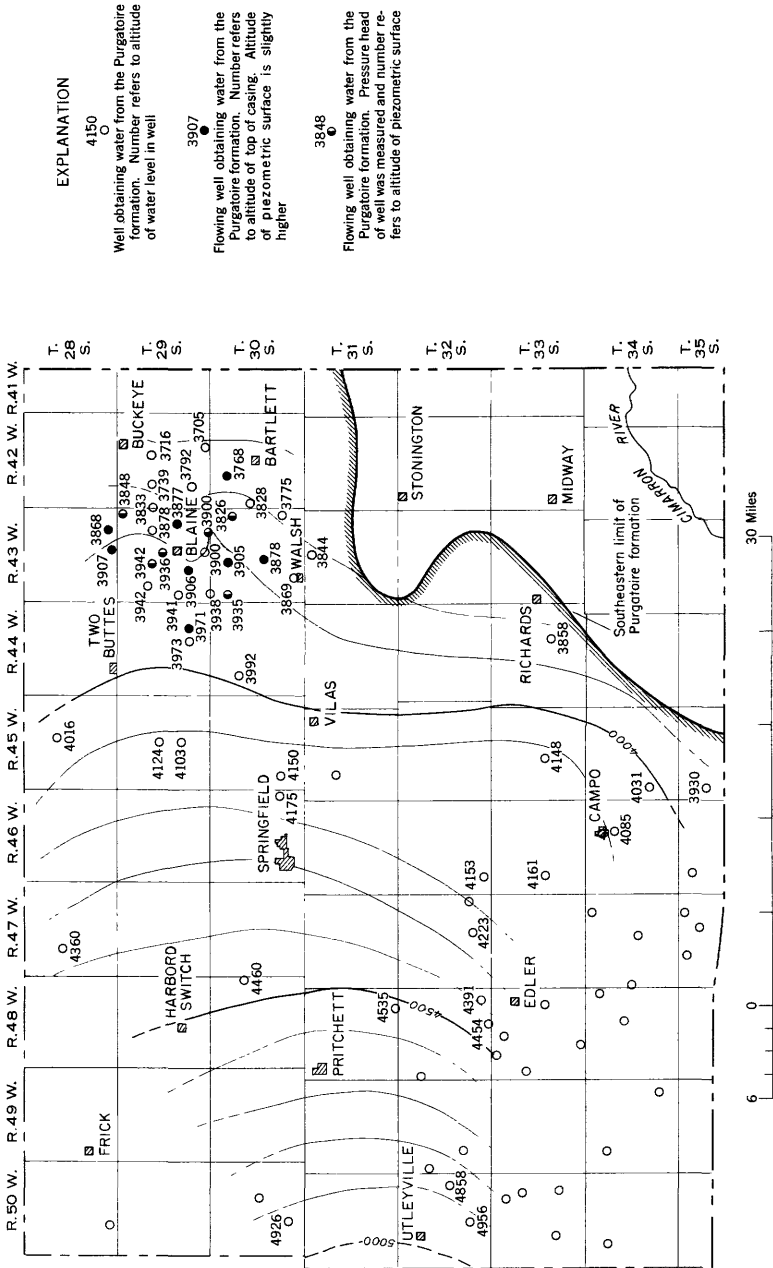 EXPLANATION
4150
Well obtaining water from the Purgatoire
formation. Number refers to altitude
of water level in well
3907
Flowing well obtaining water from the
Purgatoire formation. Number refers
to altitude of top of casing. Altitude
of piezometric surface is slightly
higher
3848
Flowing well obtaining water from the
Purgatoire formation. Pressure head
of well was measured and number re-
fers to altitude of piezometric surface
R.50 W.
R.49 W.
R.48 W.
R.47 W.
R.46 W.
R.45 W.
R.44 W.
R.43 W.
R.42 W.
R.41 W.
T.
28
S.
T.
29
S.
T.
30
S.
T.
31
S.
T.
32
S.
T.
33
S.
T.
34
S.
T.
35
S.
FRICK
HARBORD
SWITCH
TWO
BUTTES
BUCKEYE
BLAINE
BARTLETT
WALSH
SPRINGFIELD
VILAS
PRITCHETT
UTLEYVILLE
STONINGTON
EDLER
RICHARDS
MIDWAY
CAMPO
CIMARRON
RIVER
Southeastern limit of
Purgatoire formation
4360
4016
3907
3868
3848
3833
3739
3716
3792
3705
3877
3878
3942
3936
3942
3941
3906
3900
3826
3768
3828
3775
3900
3905
3878
3844
3869
3938
3935
3971
3973
3992
4124
4103
4150
4175
4460
4926
5000
4500
4535
4391
4454
4858
4956
4223
4153
4161
4148
3858
4000
4031
3930
4085
6
0
30 Miles